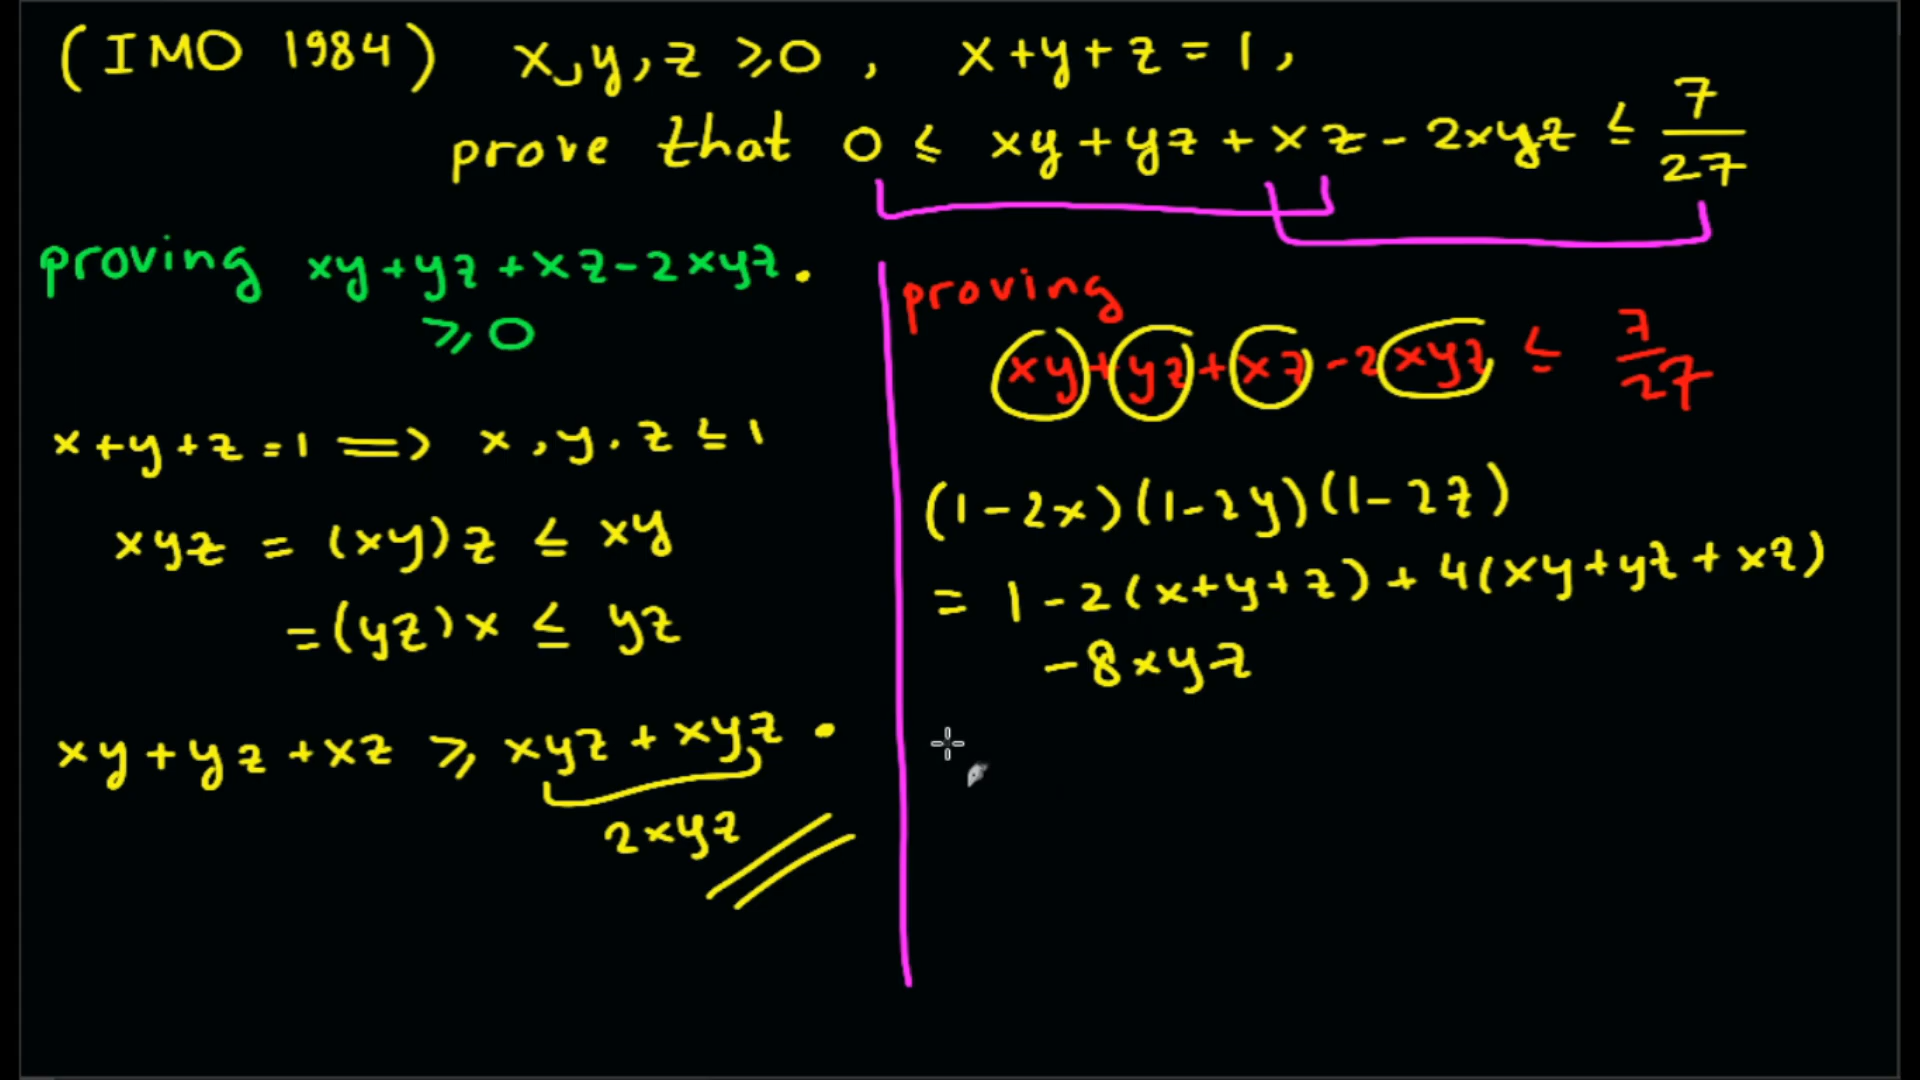 (IMO 1984) x, y, z ⩾ 0 , x + y + z = 1 ,
prove that 0 ≤ xy + yz + xz - 2xyz ≤ 7/27
proving xy + yz + xz - 2xyz .
⩾ 0
x + y + z = 1 ⟹ x , y . z ≤ 1
xyz = (xy) z ≤ xy
= (yz) x ≤ yz
xy + yz + xz ⩾ xyz + xyz .
2xyz
proving
xy + yz + xz - 2xyz ≤ 7/27
(1 - 2x)(1 - 2y)(1 - 2z)
= 1 - 2(x + y + z) + 4(xy + yz + xz)
- 8xyz